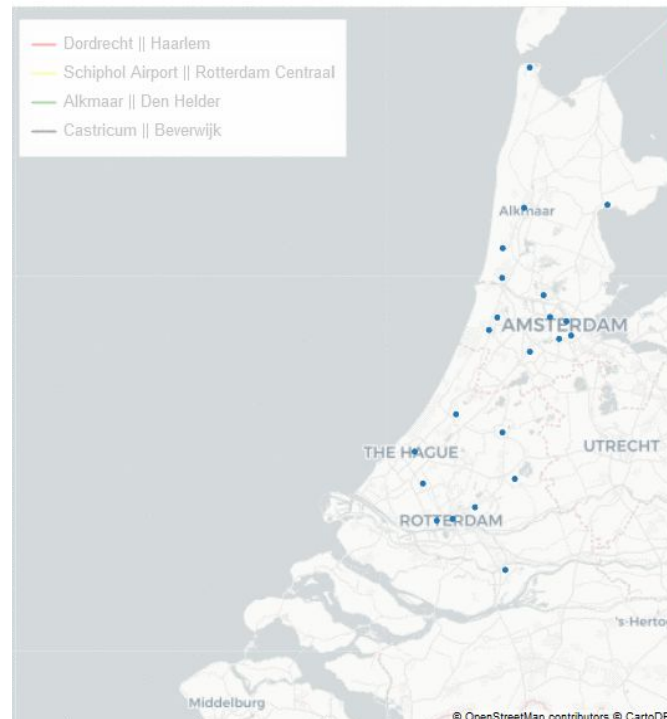 Dordrecht || Haarlem
Schiphol Airport || Rotterdam Centraal
Alkmaar || Den Helder
Castricum || Beverwijk
Alkmaar
AMSTERDAM
UTRECHT
THE HAGUE
ROTTERDAM
's-Herto
Middelburg
© OpenStreetMap contributors © CartoDB